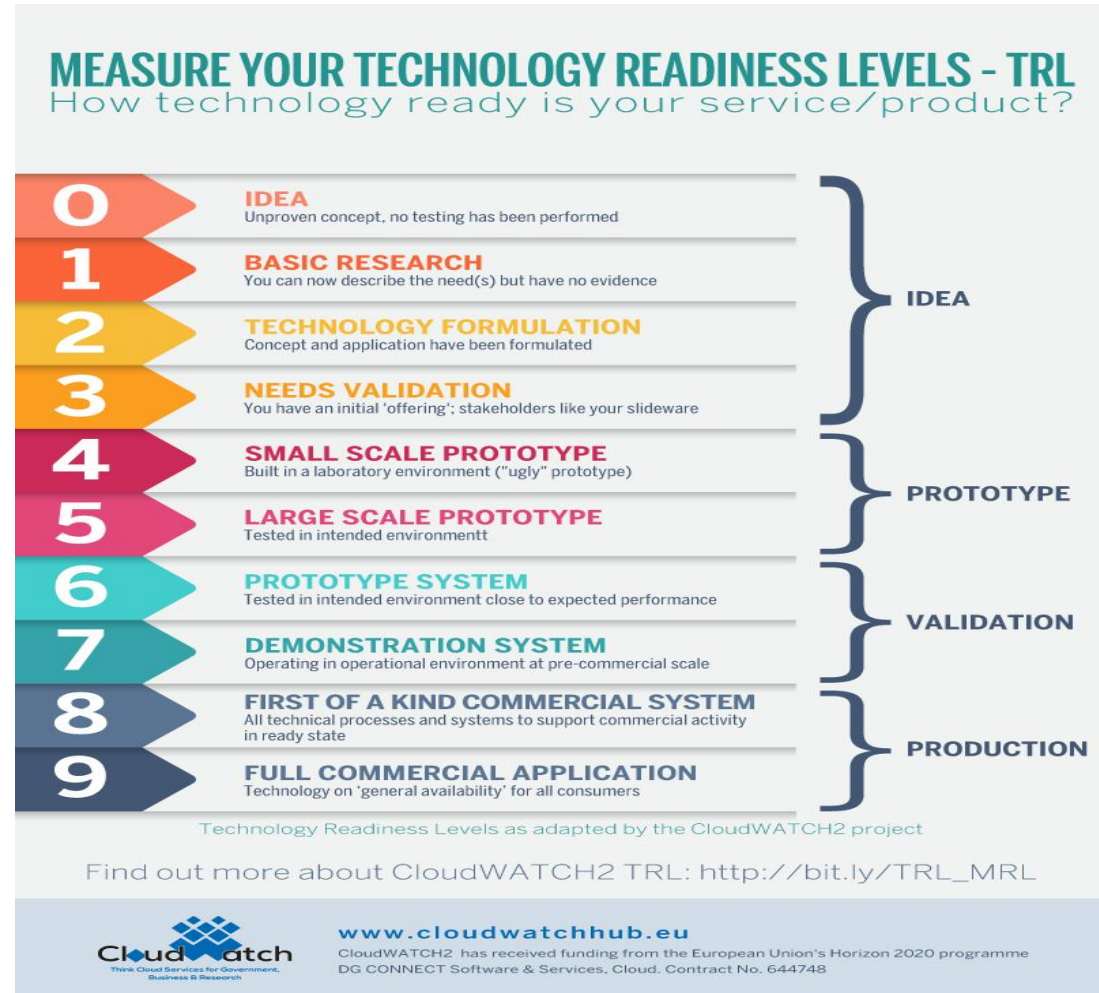 MEASURE YOUR TECHNOLOGY READINESS LEVELS - TRL
How technology ready is your service/product?
0
IDEA
Unproven concept, no testing has been performed
1
BASIC RESEARCH
You can now describe the need(s) but have no evidence
2
TECHNOLOGY FORMULATION
Concept and application have been formulated
3
NEEDS VALIDATION
You have an initial 'offering'; stakeholders like your slideware
IDEA
4
SMALL SCALE PROTOTYPE
Built in a laboratory environment ("ugly" prototype)
5
LARGE SCALE PROTOTYPE
Tested in intended environmentt
PROTOTYPE
6
PROTOTYPE SYSTEM
Tested in intended environment close to expected performance
7
DEMONSTRATION SYSTEM
Operating in operational environment at pre-commercial scale
VALIDATION
8
FIRST OF A KIND COMMERCIAL SYSTEM
All technical processes and systems to support commercial activity
in ready state
9
FULL COMMERCIAL APPLICATION
Technology on 'general availability' for all consumers
PRODUCTION
Technology Readiness Levels as adapted by the CloudWATCH2 project
Find out more about CloudWATCH2 TRL: http://bit.ly/TRL_MRL
CloudWatch
Think Cloud Services for Government,
Business & Research
www.cloudwatchhub.eu
CloudWATCH2 has received funding from the European Union's Horizon 2020 programme
DG CONNECT Software & Services, Cloud. Contract No. 644748